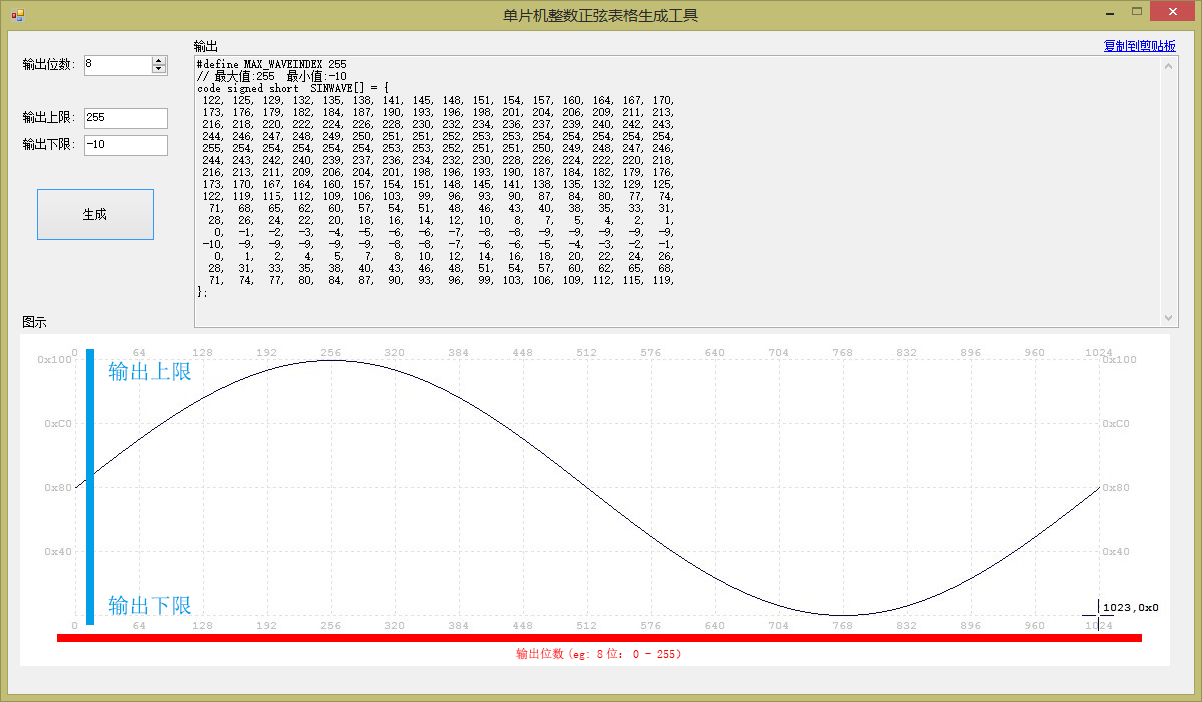 单片机整数正弦表格生成工具
输出位数: 8
输出上限: 255
输出下限: -10
生成
输出
复制到剪贴板
#define MAX_WAVEINDEX 255
// 最大值:255  最小值:-10
code signed short  SINWAVE[] = {
122, 125, 129, 132, 135, 138, 141, 145, 148, 151, 154, 157, 160, 164, 167, 170,
173, 176, 179, 182, 184, 187, 190, 193, 196, 198, 201, 204, 206, 209, 211, 213,
216, 218, 220, 222, 224, 226, 228, 230, 232, 234, 236, 237, 239, 240, 242, 243,
244, 246, 247, 248, 249, 250, 251, 251, 252, 253, 253, 254, 254, 254, 254, 254,
255, 254, 254, 254, 254, 254, 253, 253, 252, 251, 251, 250, 249, 248, 247, 246,
244, 243, 242, 240, 239, 237, 236, 234, 232, 230, 228, 226, 224, 222, 220, 218,
216, 213, 211, 209, 206, 204, 201, 198, 196, 193, 190, 187, 184, 182, 179, 176,
173, 170, 167, 164, 160, 157, 154, 151, 148, 145, 141, 138, 135, 132, 129, 125,
122, 119, 115, 112, 109, 106, 103, 99, 96, 93, 90, 87, 84, 80, 77, 74,
71, 68, 65, 62, 60, 57, 54, 51, 48, 46, 43, 40, 38, 35, 33, 31,
28, 26, 24, 22, 20, 18, 16, 14, 12, 10, 8, 7, 5, 4, 2, 1,
0, -1, -2, -3, -4, -5, -6, -6, -7, -8, -8, -9, -9, -9, -9, -9,
-10, -9, -9, -9, -9, -9, -8, -8, -7, -6, -6, -5, -4, -3, -2, -1,
0, 1, 2, 4, 5, 7, 8, 10, 12, 14, 16, 18, 20, 22, 24, 26,
28, 31, 33, 35, 38, 40, 43, 46, 48, 51, 54, 57, 60, 62, 65, 68,
71, 74, 77, 80, 84, 87, 90, 93, 96, 99, 103, 106, 109, 112, 115, 119,
};
图示
0 64 128 192 256 320 384 448 512 576 640 704 768 832 896 960 1024
0x100 0x100
输出上限
0xC0 0xC0
0x80 0x80
0x40 0x40
输出下限
1023,0x0
0 64 128 192 256 320 384 448 512 576 640 704 768 832 896 960 1024
输出位数 (eg: 8 位： 0 - 255)